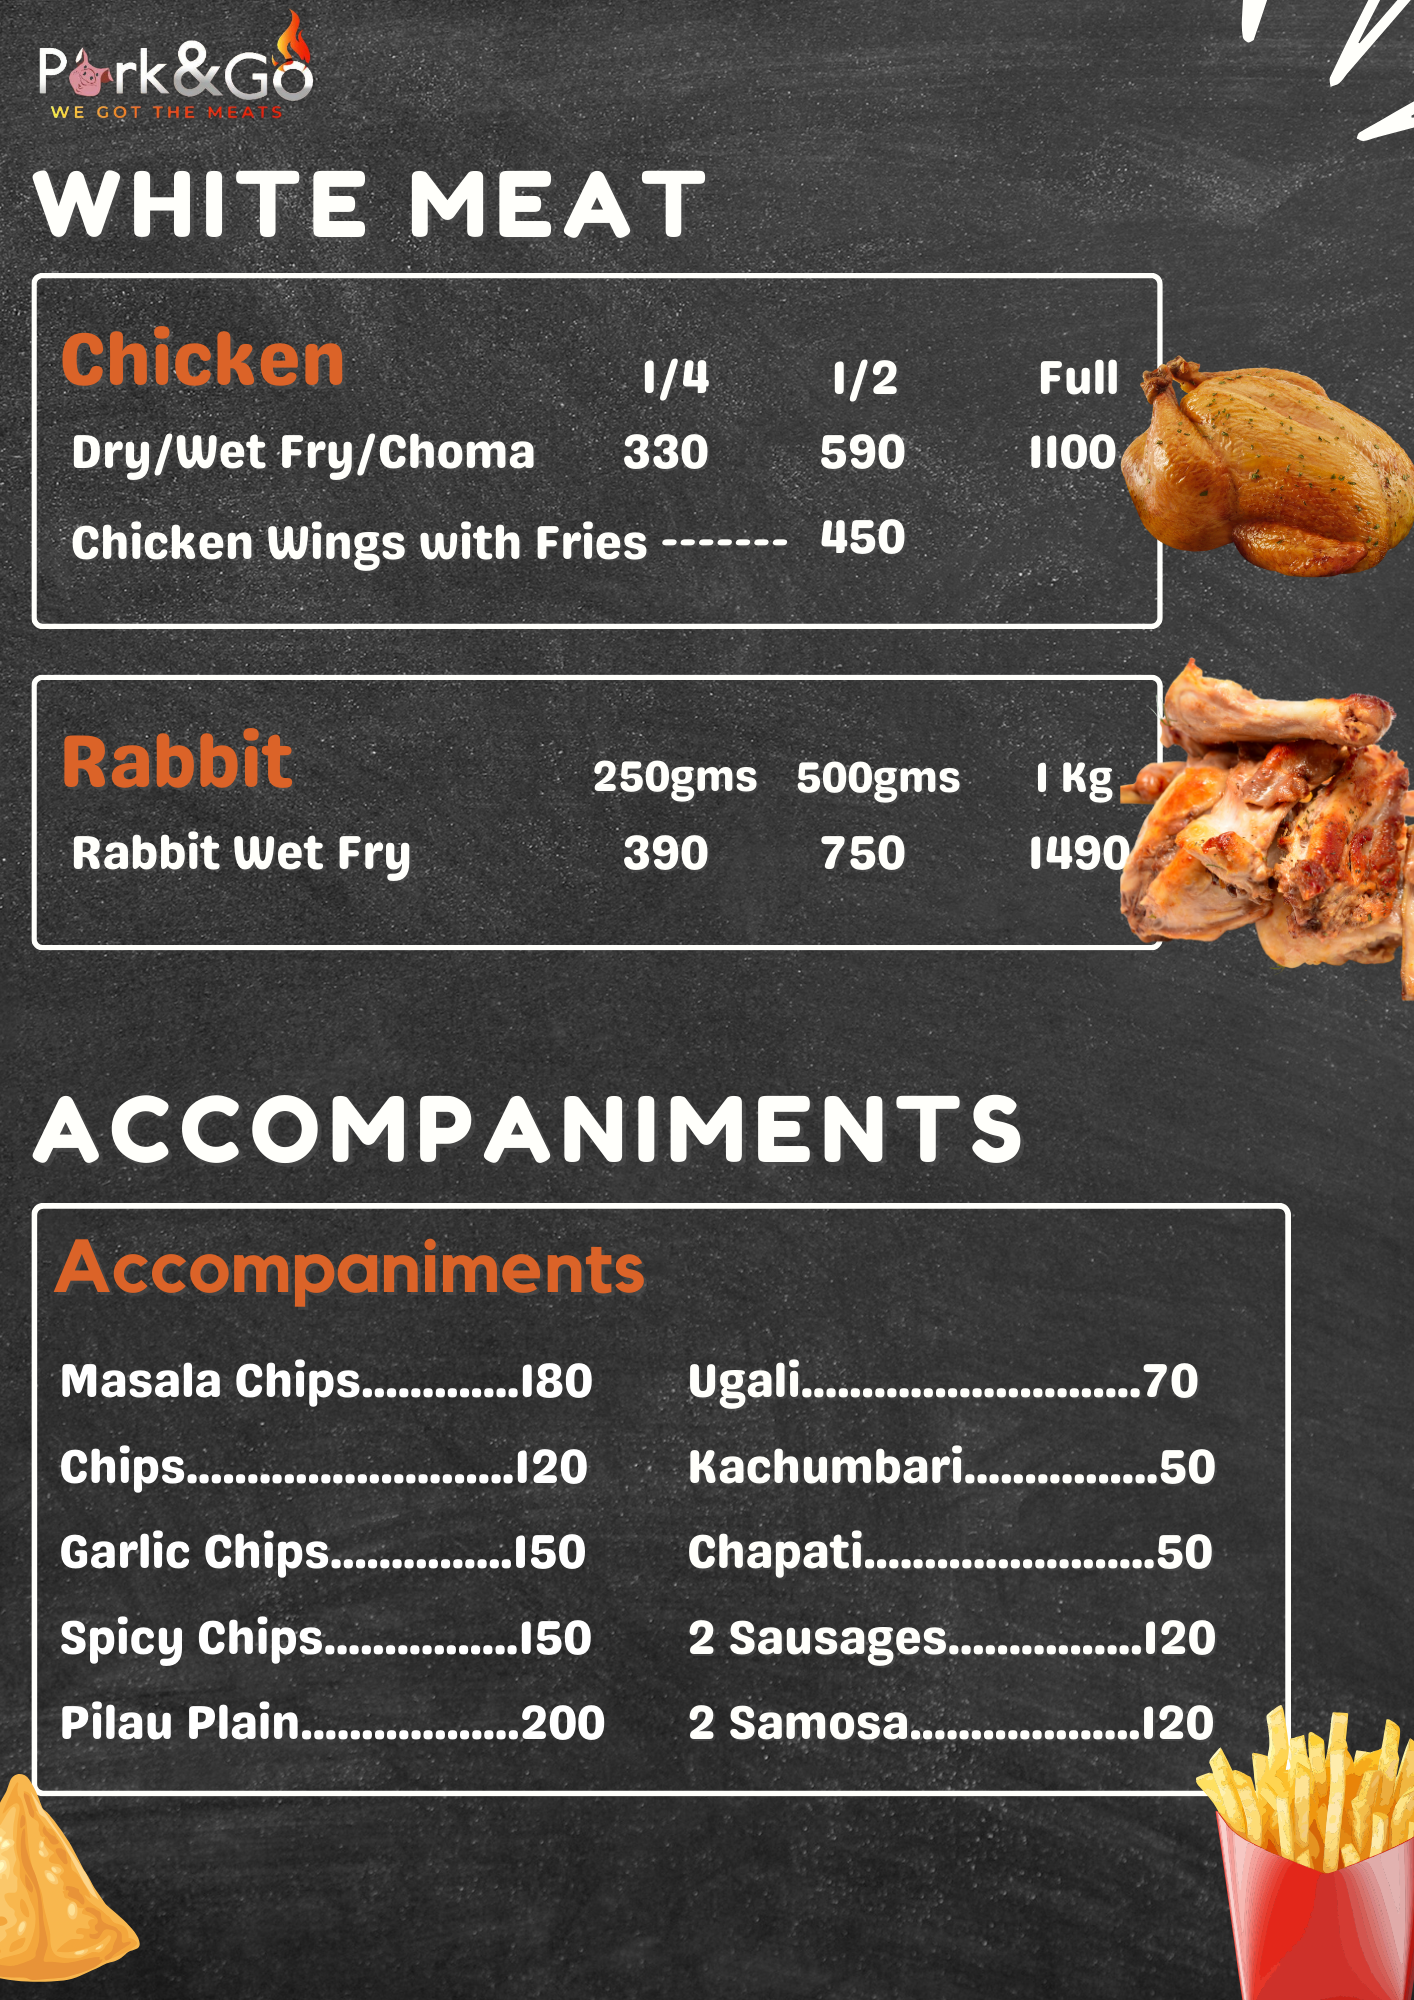 Pork&Go
WE GOT THE MEATS
WHITE MEAT
Chicken 1/4 1/2 Full
Dry/Wet Fry/Choma 330 590 1100
Chicken Wings with Fries ------- 450
Rabbit 250gms 500gms 1 Kg
Rabbit Wet Fry 390 750 1490
ACCOMPANIMENTS
Accompaniments
Masala Chips.............180
Chips...........................120
Garlic Chips...............150
Spicy Chips................150
Pilau Plain..................200
Ugali............................70
Kachumbari................50
Chapati........................50
2 Sausages................120
2 Samosa...................120